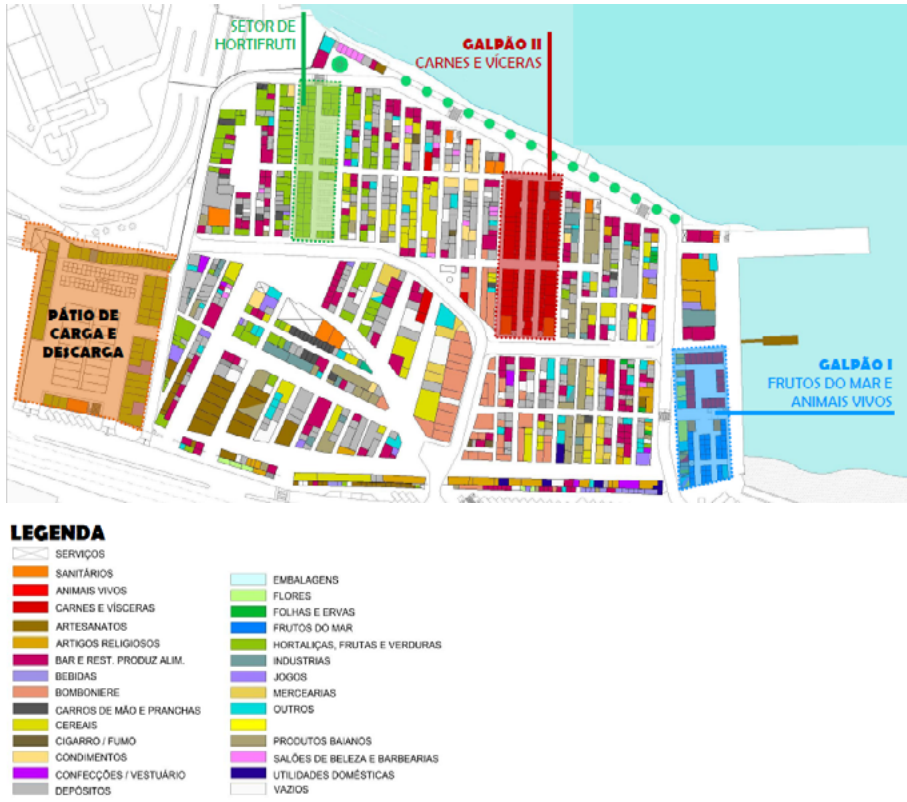 SETOR DE
HORTIFRUTI
GALPÃO II
CARNES E VÍCERAS
PÁTIO DE
CARGA E
DESCARGA
GALPÃO I
FRUTOS DO MAR E
ANIMAIS VIVOS
LEGENDA
SERVIÇOS
SANITÁRIOS
ANIMAIS VIVOS
CARNES E VÍSCERAS
ARTESANATOS
ARTIGOS RELIGIOSOS
BAR E REST. PRODUZ ALIM.
BEBIDAS
BOMBONIERE
CARROS DE MÃO E PRANCHAS
CEREAIS
CIGARRO / FUMO
CONDIMENTOS
CONFECÇÕES / VESTUÁRIO
DEPÓSITOS
EMBALAGENS
FLORES
FOLHAS E ERVAS
FRUTOS DO MAR
HORTALIÇAS, FRUTAS E VERDURAS
INDUSTRIAS
JOGOS
MERCEARIAS
OUTROS
PRODUTOS BAIANOS
SALÕES DE BELEZA E BARBEARIAS
UTILIDADES DOMÉSTICAS
VAZIOS